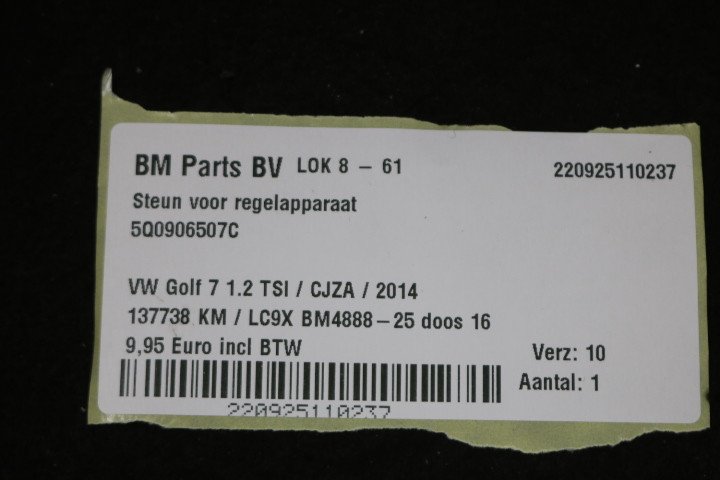 BM Parts BV LOK 8 – 61 220925110237
Steun voor regelapparaat
5Q0906507C
VW Golf 7 1.2 TSI / CJZA / 2014
137738 KM / LC9X BM4888–25 doos 16
9,95 Euro incl BTW
Verz: 10
Aantal: 1
220925110237